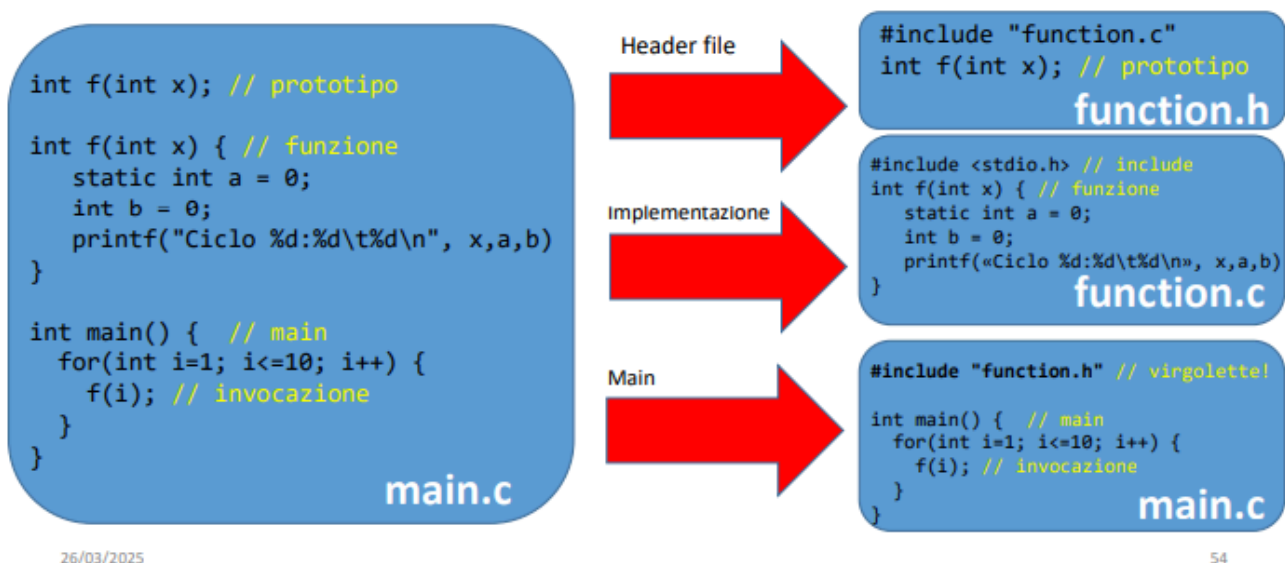 int f(int x); // prototipo
int f(int x) { // funzione
static int a = 0;
int b = 0;
printf("Ciclo %d:%d\t%d\n", x,a,b)
}
int main() { // main
for(int i=1; i<=10; i++) {
f(i); // invocazione
}
}
main.c
Header file
Implementazione
Main
#include "function.c"
int f(int x); // prototipo
function.h
#include <stdio.h> // include
int f(int x) { // funzione
static int a = 0;
int b = 0;
printf(«Ciclo %d:%d\t%d\n», x,a,b)
}
function.c
#include "function.h" // virgolette!
int main() { // main
for(int i=1; i<=10; i++) {
f(i); // invocazione
}
}
main.c
26/03/2025
54